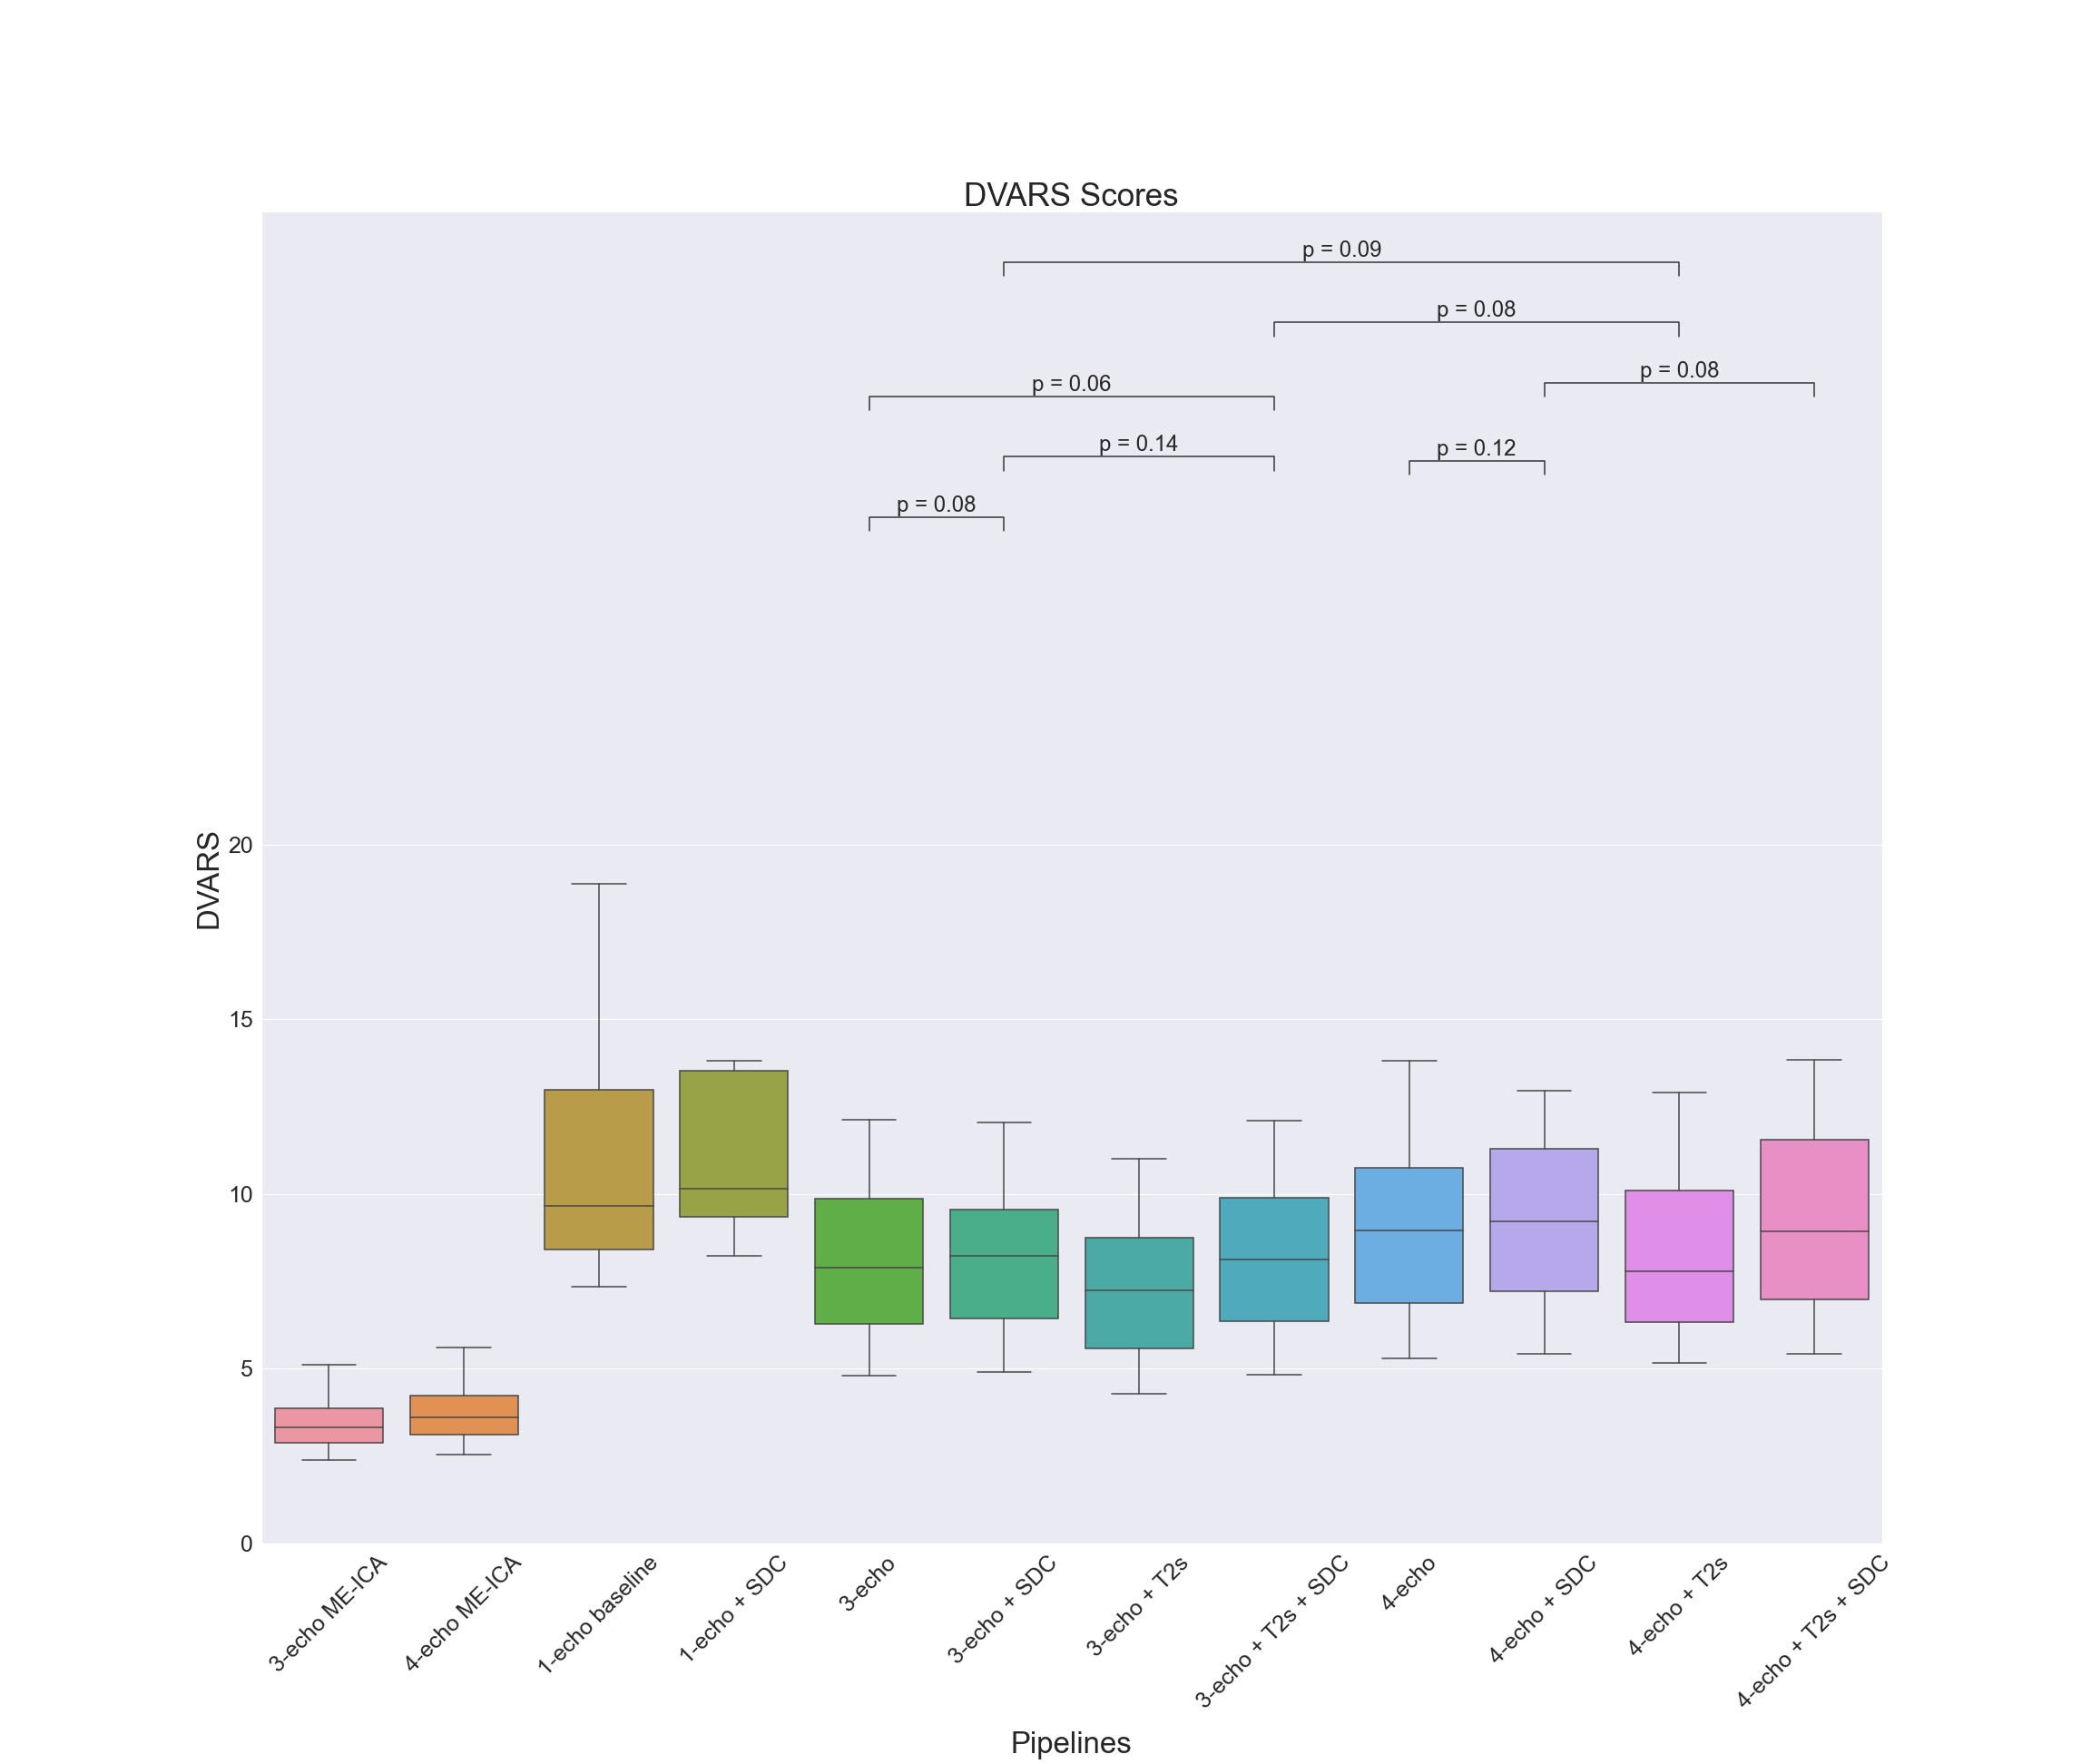 DVARS Scores
p = 0.09
p = 0.08
p = 0.08
p = 0.06
p = 0.14
p = 0.12
p = 0.08
DVARS
20
15
10
5
0
3-echo ME-ICA
4-echo ME-ICA
1-echo baseline
1-echo + SDC
3-echo
3-echo + SDC
3-echo + T2s
3-echo + T2s + SDC
4-echo
4-echo + SDC
4-echo + T2s
4-echo + T2s + SDC
Pipelines